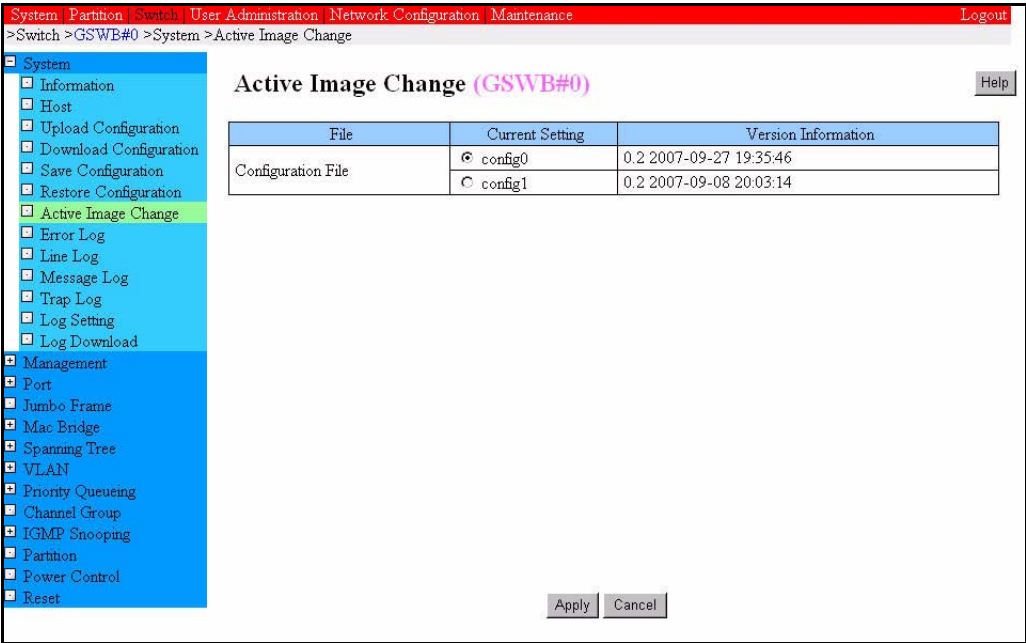 System | Partition | Switch | User Administration | Network Configuration | Maintenance Logout
>Switch >GSWB#0 >System >Active Image Change
System
Information
Host
Upload Configuration
Download Configuration
Save Configuration
Restore Configuration
Active Image Change
Error Log
Line Log
Message Log
Trap Log
Log Setting
Log Download
Management
Port
Jumbo Frame
Mac Bridge
Spanning Tree
VLAN
Priority Queueing
Channel Group
IGMP Snooping
Partition
Power Control
Reset
Active Image Change (GSWB#0)
Help
File Current Setting Version Information
Configuration File
config0 0.2 2007-09-27 19:35:46
config1 0.2 2007-09-08 20:03:14
Apply Cancel